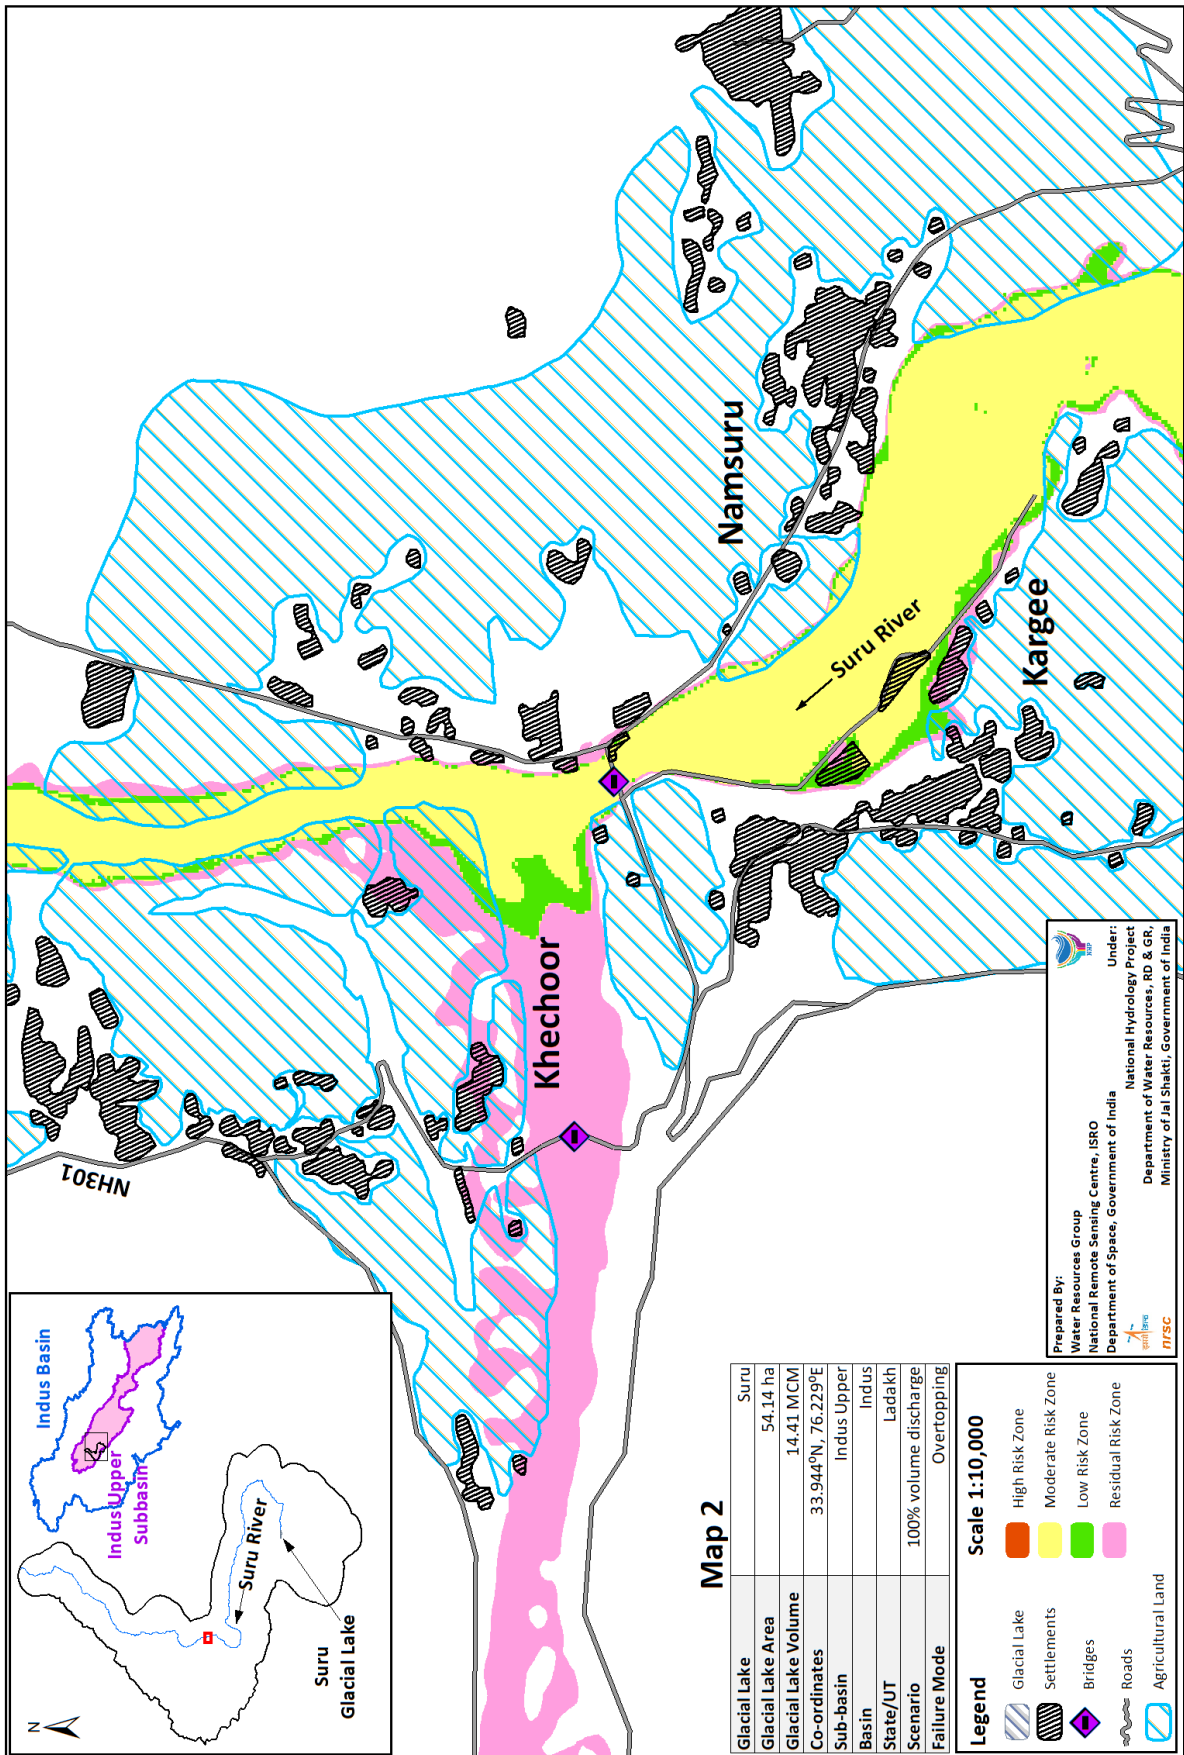 N
Indus Basin
Indus Upper
Subbasin
Suru River
Suru
Glacial Lake
NH301
Khechoor
Namsuru
Suru River
Kargee
Map 2
Glacial Lake Suru
Glacial Lake Area 54.14 ha
Glacial Lake Volume 14.41 MCM
Co-ordinates 33.944⁰N, 76.229⁰E
Sub-basin Indus Upper
Basin Indus
State/UT Ladakh
Scenario 100% volume discharge
Failure Mode Overtopping
Legend
Scale 1:10,000
Glacial Lake
Settlements
Bridges
Roads
Agricultural Land
High Risk Zone
Moderate Risk Zone
Low Risk Zone
Residual Risk Zone
Prepared By:
Water Resources Group
National Remote Sensing Centre, ISRO
Department of Space, Government of India
nrsc
NHP
Under:
National Hydrology Project
Department of Water Resources, RD & GR,
Ministry of Jal Shakti, Government of India